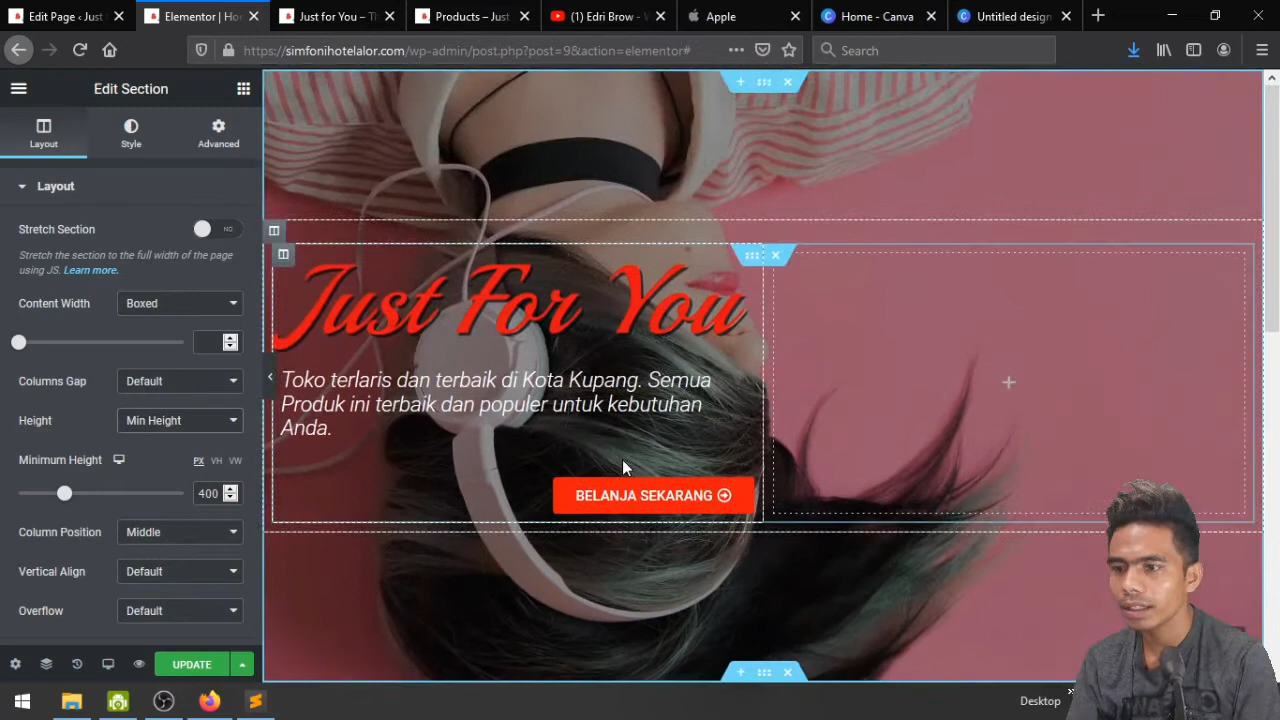 Edit Page ‹ Just
Elementor | Ho
Just for You – Th
Products – Just
(1) Edri Brow - 
Apple
Home - Canva
Untitled design
https://simfonihotelalor.com/wp-admin/post.php?post=9&action=elementor#
Search
Edit Section
Layout
Style
Advanced
Layout
Stretch Section
NO
Stretch the section to the full width of the page
using JS. Learn more.
Content Width
Boxed
Columns Gap
Default
Height
Min Height
Minimum Height
PX VH VW
400
Column Position
Middle
Vertical Align
Default
Overflow
Default
UPDATE
Just For You
Toko terlaris dan terbaik di Kota Kupang. Semua
Produk ini terbaik dan populer untuk kebutuhan
Anda.
BELANJA SEKARANG
Desktop